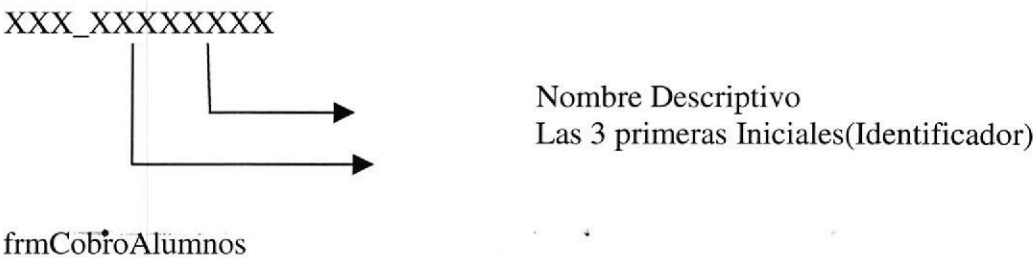 XXX_XXXXXXXX
Nombre Descriptivo
Las 3 primeras Iniciales(Identificador)
frmCobroAlumnos